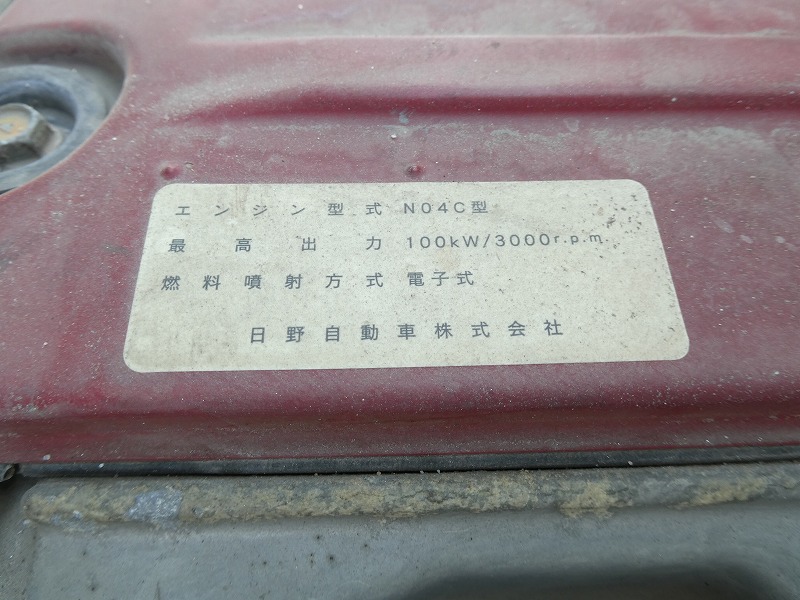 エンジン型式 N04C型
最高出力 100kW/3000r.p.m.
燃料噴射方式 電子式
日野自動車株式会社